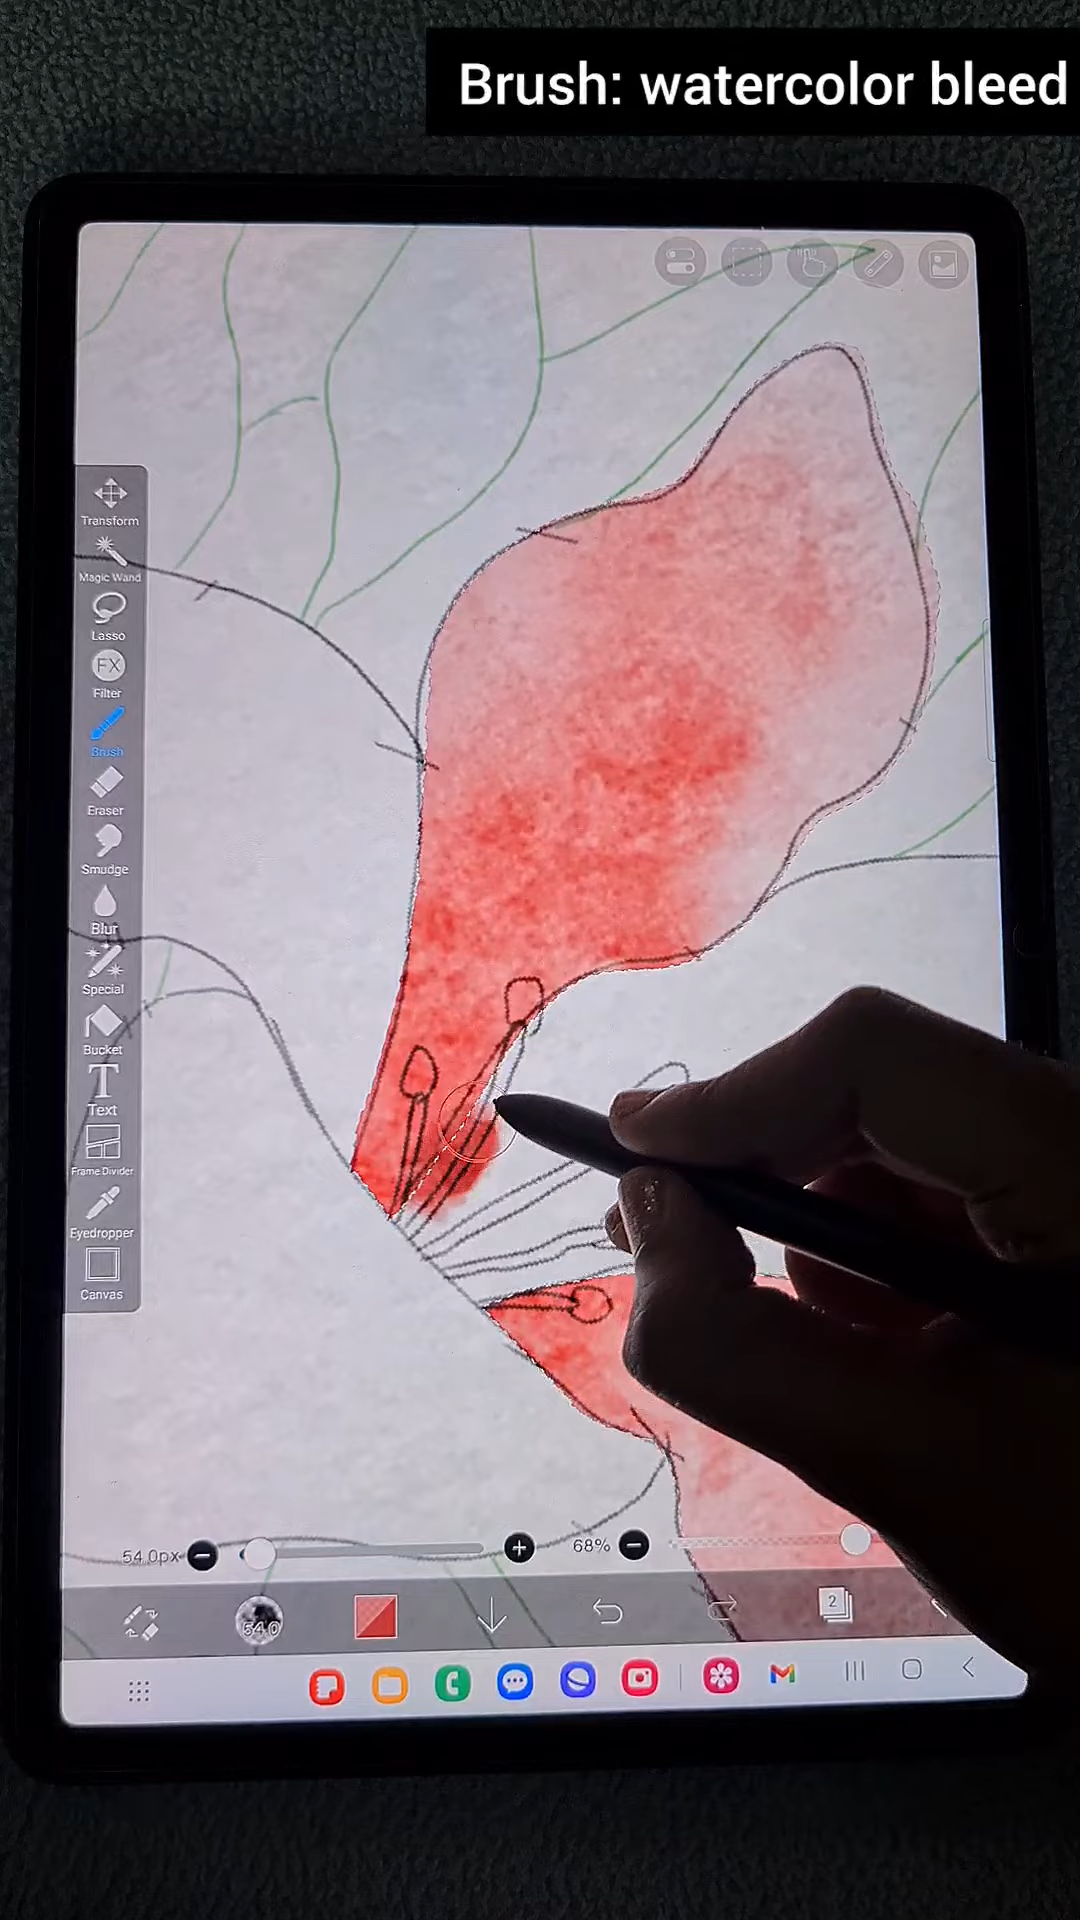 Brush: watercolor bleed
Transform
Magic Wand
Lasso
FX
Filter
Brush
Eraser
Smudge
Blur
Special
Bucket
T
Text
Frame Divider
Eyedropper
Canvas
54.0px
68%
54.0
2